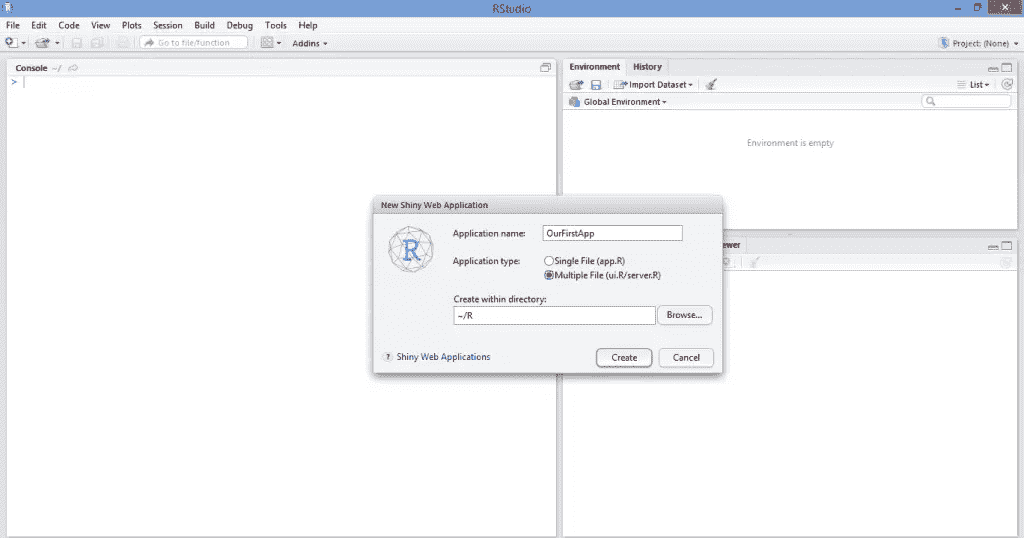 RStudio
File Edit Code View Plots Session Build Debug Tools Help
Go to file/function Addins Project: (None)
Console ~/
>
Environment History
Import Dataset List
Global Environment
Environment is empty
New Shiny Web Application
R
Application name: OurFirstApp
Application type: Single File (app.R)
Multiple File (ui.R/server.R)
Create within directory:
~/R Browse...
? Shiny Web Applications Create Cancel
ewer